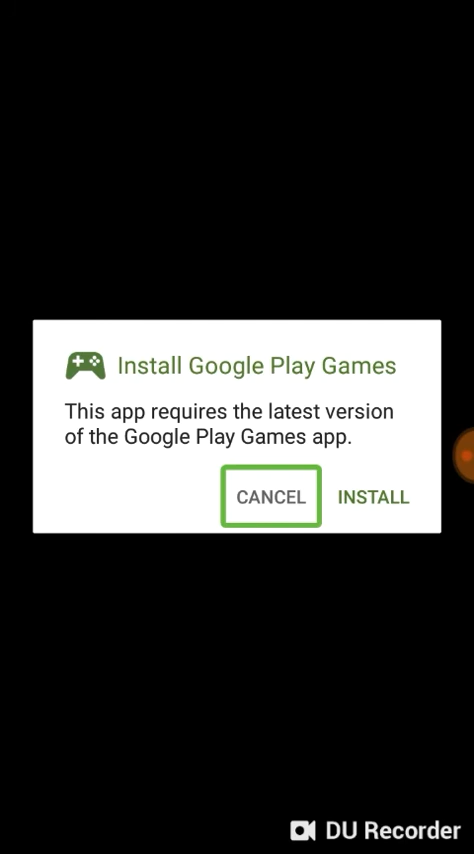 Install Google Play Games
This app requires the latest version
of the Google Play Games app.
CANCEL INSTALL
DU Recorder